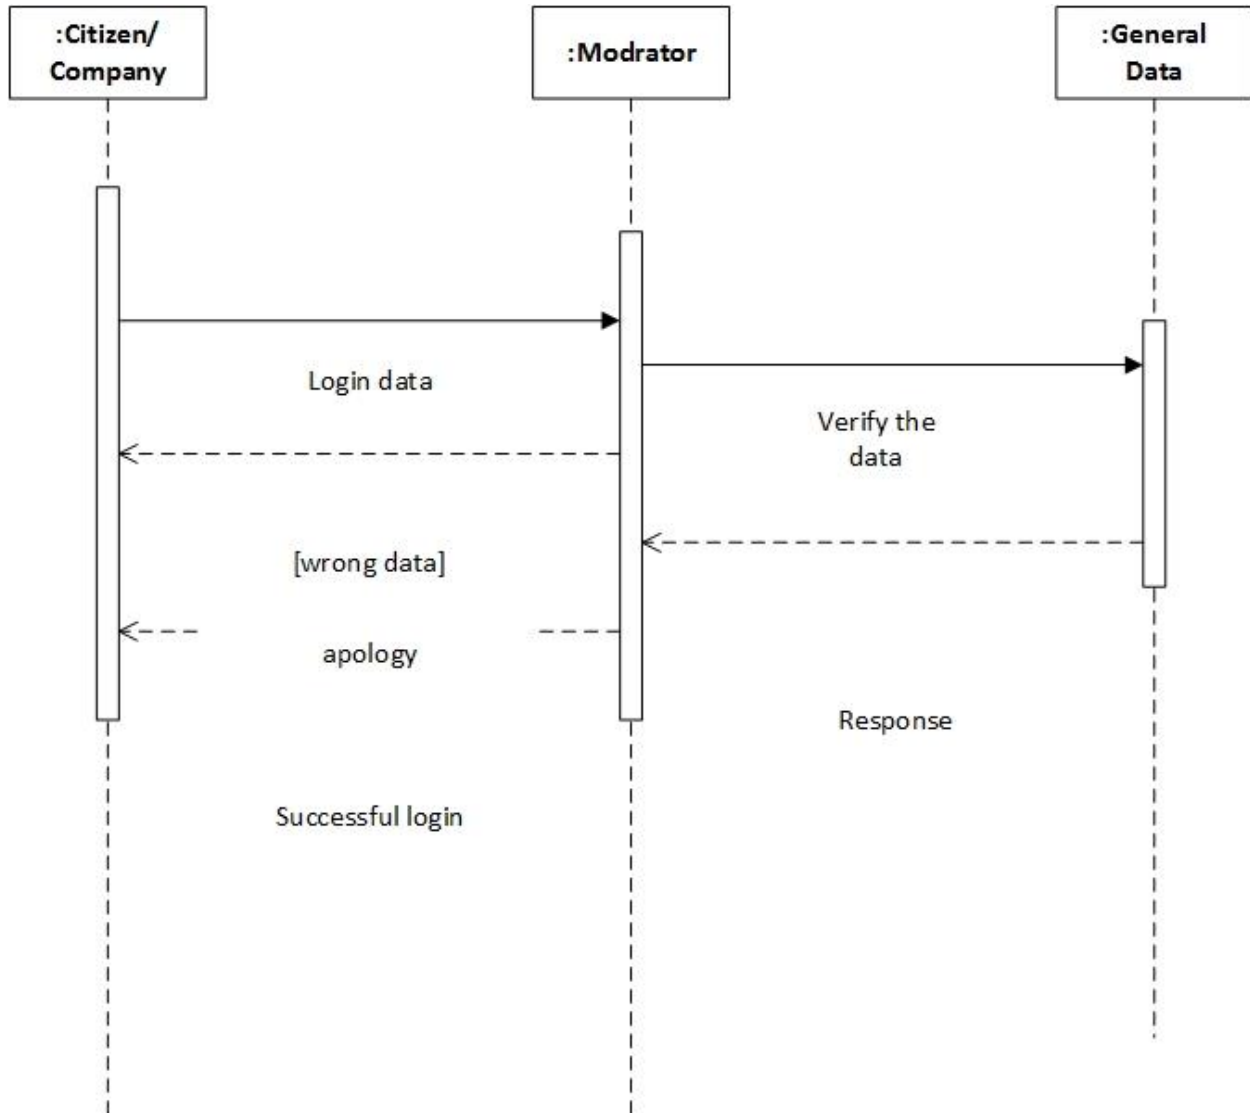 :Citizen/
Company
:Modrator
:General
Data
Login data
Verify the
data
[wrong data]
apology
Response
Successful login